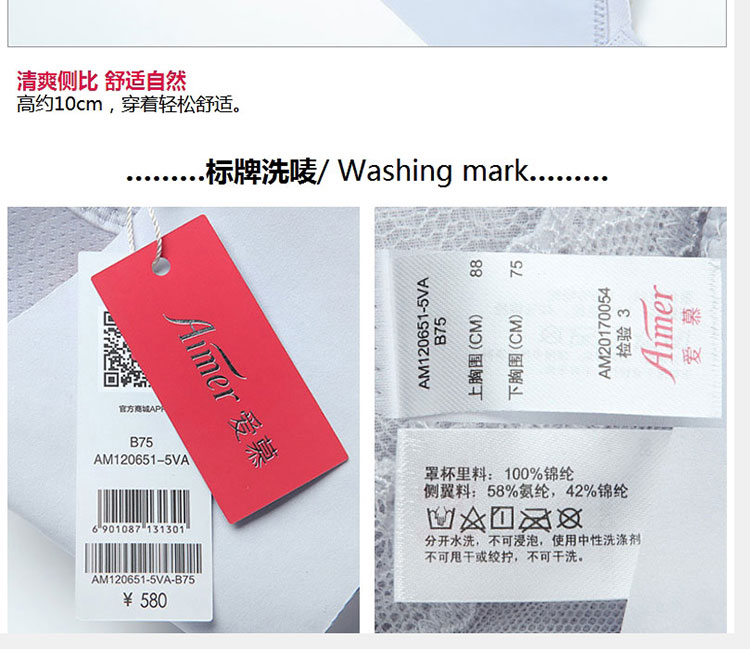 清爽侧比 舒适自然
高约10cm，穿着轻松舒适。
.........标牌洗唛/ Washing mark.........
Aimer 爱慕
官方商城APP
B75
AM120651-5VA
6 901087 131301
AM120651-5VA-B75
¥ 580
AM120651-5VA
B75
上胸围(CM) 88
下胸围(CM) 75
AM20170054
检验 3
Aimer
爱慕
罩杯里料：100%锦纶
侧翼料：58%氨纶，42%锦纶
分开水洗，不可浸泡，使用中性洗涤剂
不可甩干或绞拧，不可干洗。